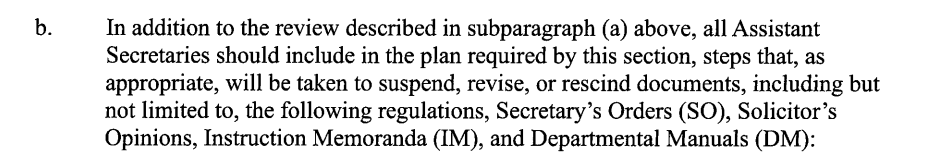 b. In addition to the review described in subparagraph (a) above, all Assistant
Secretaries should include in the plan required by this section, steps that, as
appropriate, will be taken to suspend, revise, or rescind documents, including but
not limited to, the following regulations, Secretary’s Orders (SO), Solicitor’s
Opinions, Instruction Memoranda (IM), and Departmental Manuals (DM):